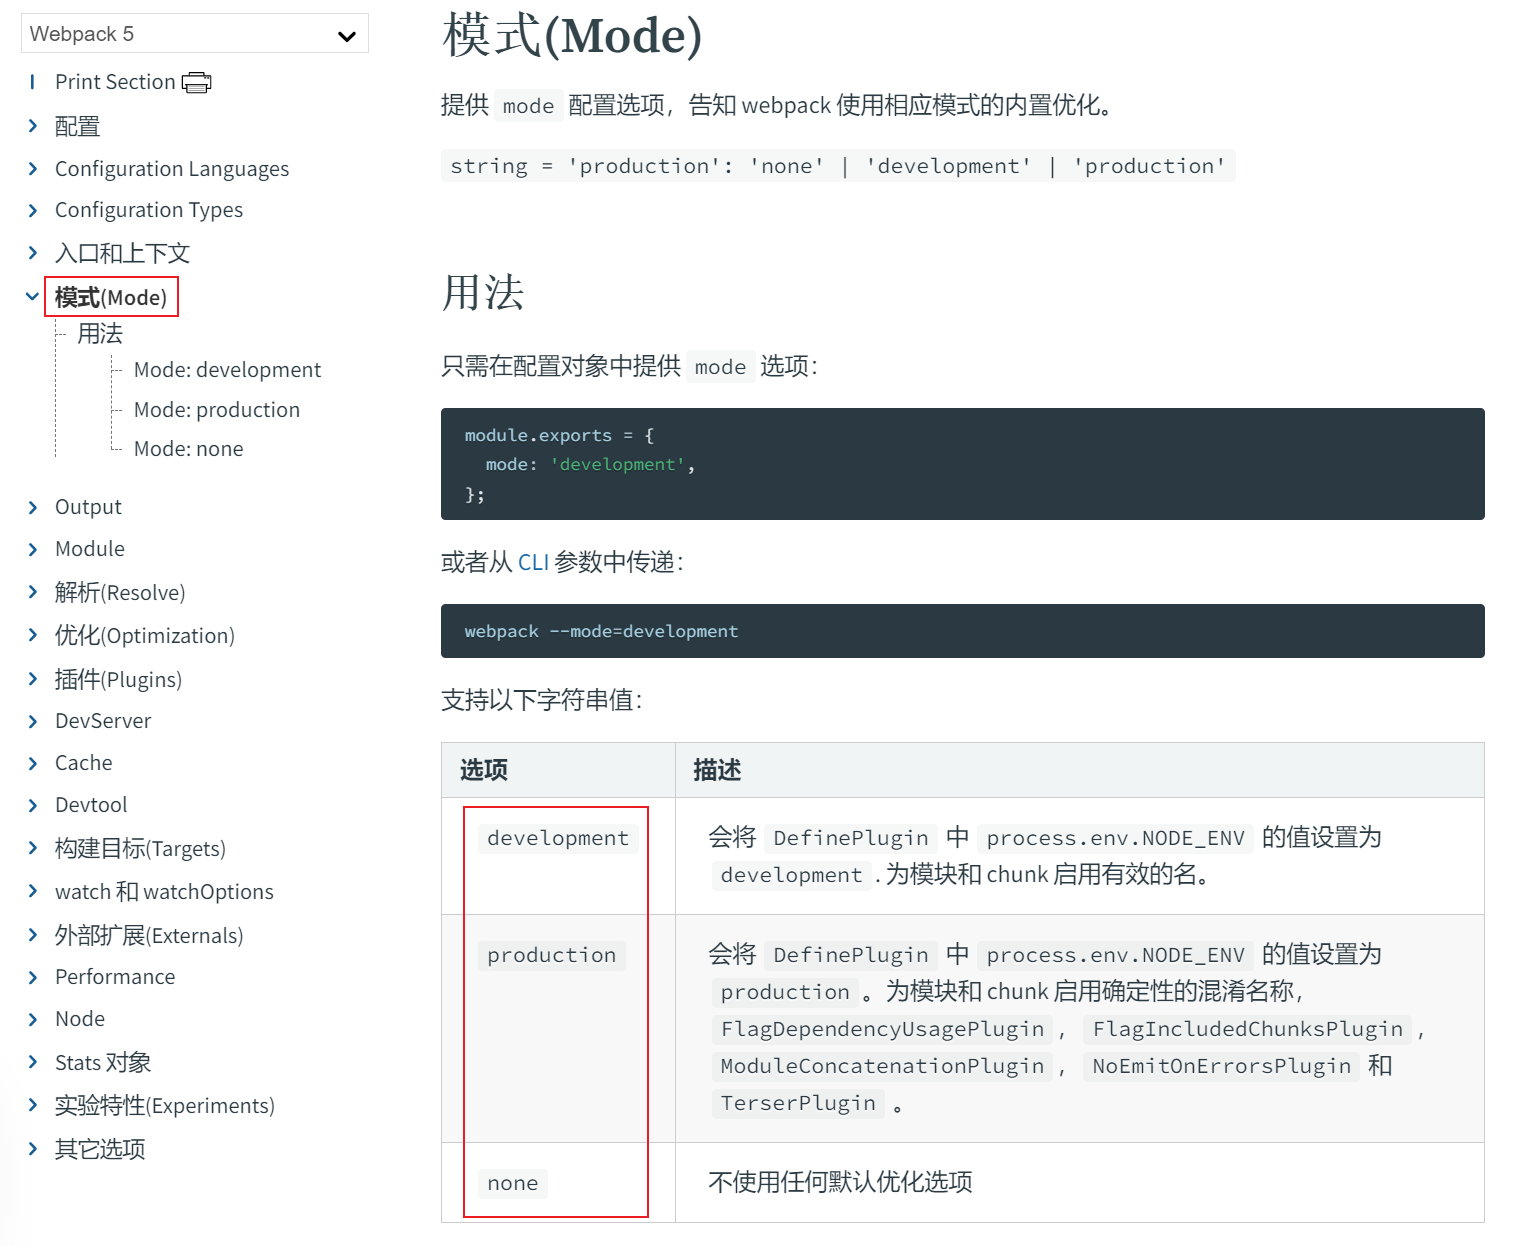 Webpack 5
Print Section
配置
Configuration Languages
Configuration Types
入口和上下文
模式(Mode)
用法
Mode: development
Mode: production
Mode: none
Output
Module
解析(Resolve)
优化(Optimization)
插件(Plugins)
DevServer
Cache
Devtool
构建目标(Targets)
watch 和 watchOptions
外部扩展(Externals)
Performance
Node
Stats 对象
实验特性(Experiments)
其它选项
模式(Mode)
提供 mode 配置选项，告知 webpack 使用相应模式的内置优化。
string = 'production': 'none' | 'development' | 'production'
用法
只需在配置对象中提供 mode 选项：
module.exports = {
  mode: 'development',
};
或者从 CLI 参数中传递：
webpack --mode=development
支持以下字符串值：
选项 描述
development 会将 DefinePlugin 中 process.env.NODE_ENV 的值设置为
development . 为模块和 chunk 启用有效的名。
production 会将 DefinePlugin 中 process.env.NODE_ENV 的值设置为
production 。为模块和 chunk 启用确定性的混淆名称，
FlagDependencyUsagePlugin ， FlagIncludedChunksPlugin ，
ModuleConcatenationPlugin ， NoEmitOnErrorsPlugin 和
TerserPlugin 。
none 不使用任何默认优化选项